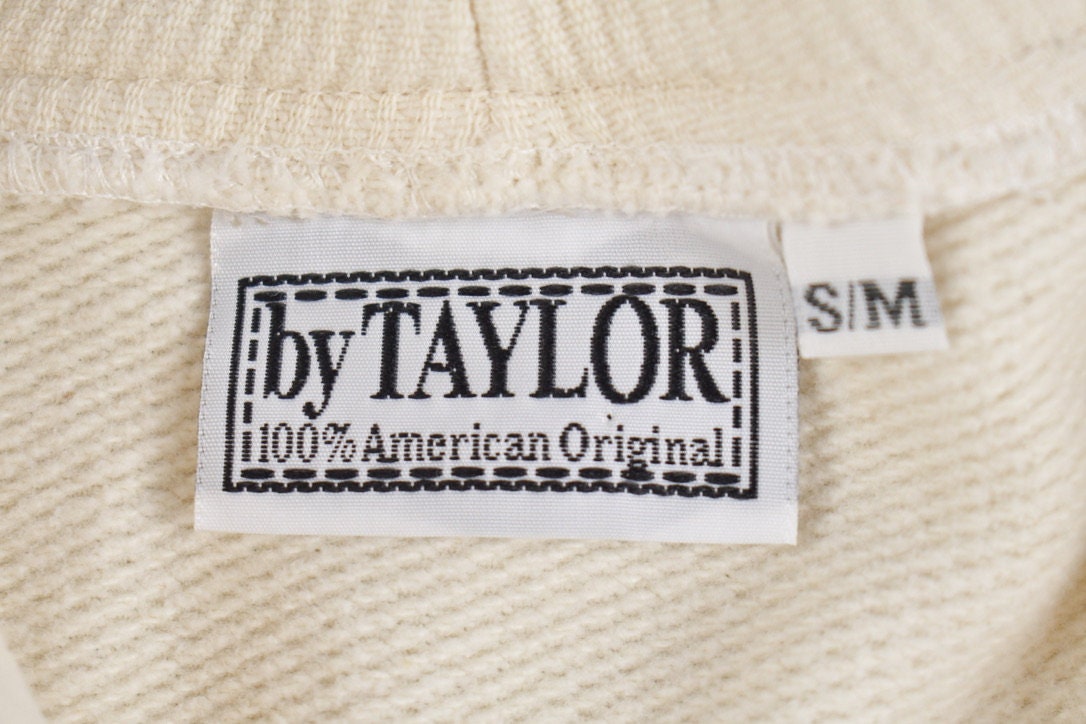 by TAYLOR
100% American Original
S/M